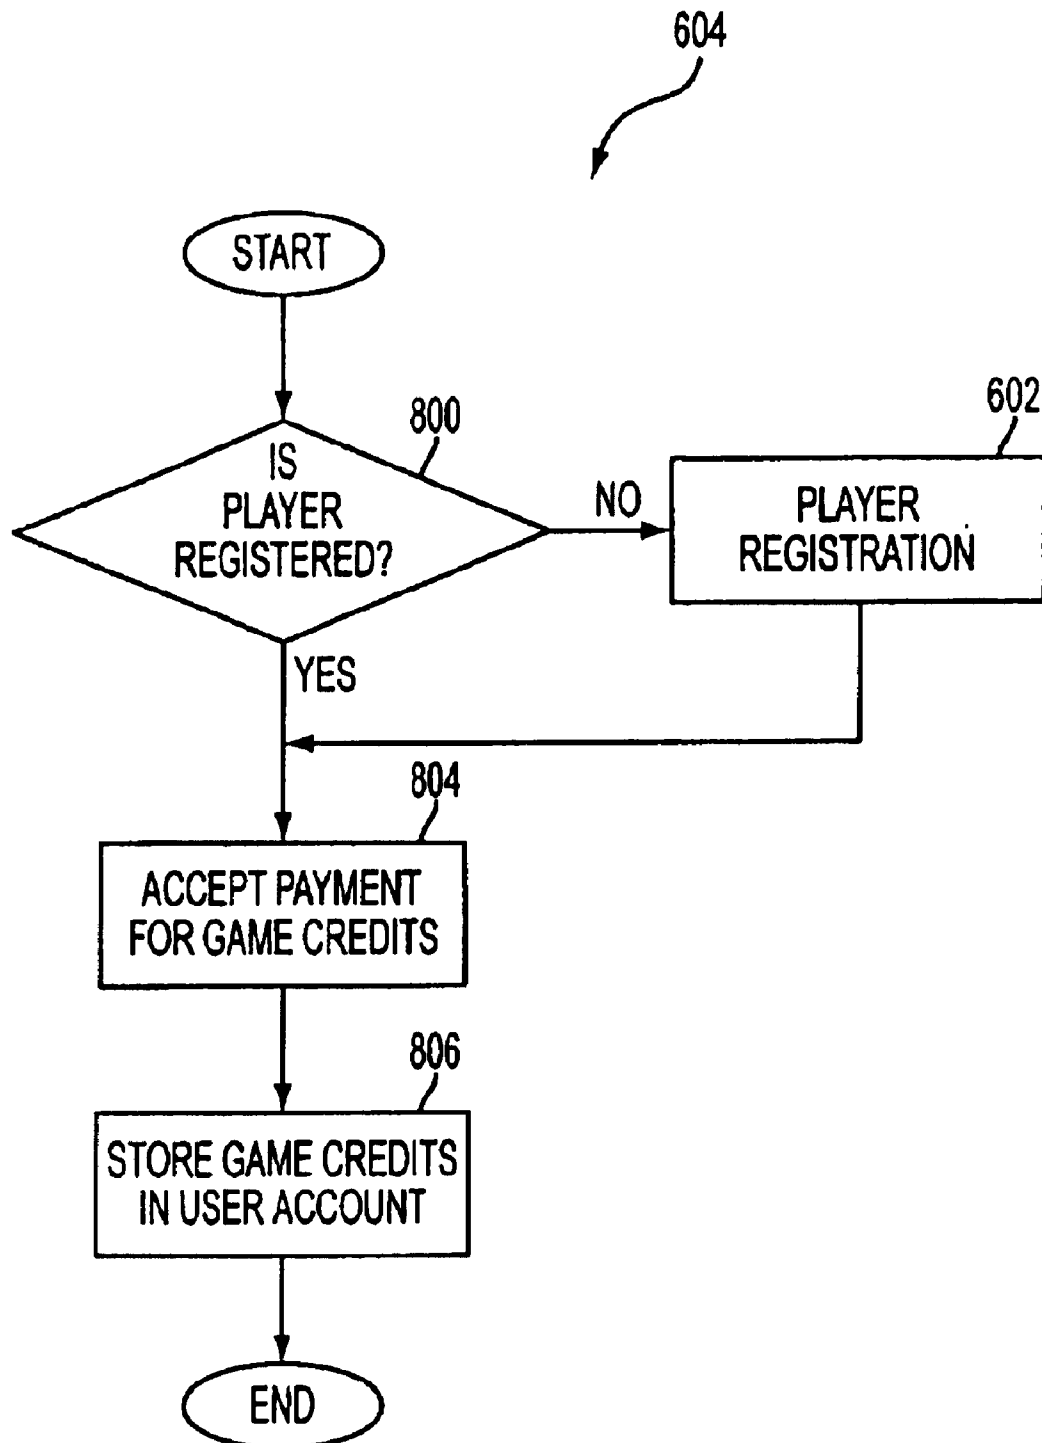 604
START
800
IS
PLAYER
REGISTERED?
NO
602
PLAYER
REGISTRATION
YES
804
ACCEPT PAYMENT
FOR GAME CREDITS
806
STORE GAME CREDITS
IN USER ACCOUNT
END